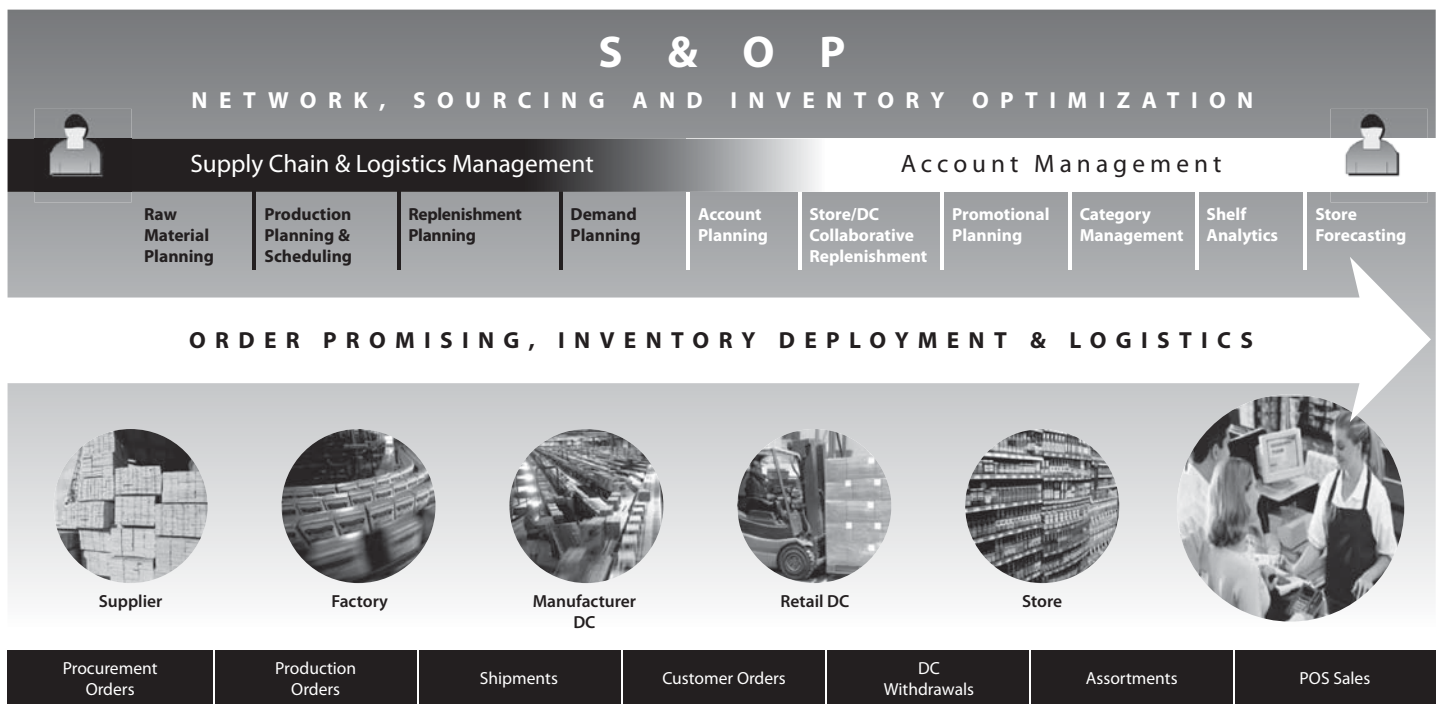 S & O P
NETWORK, SOURCING AND INVENTORY OPTIMIZATION
Supply Chain & Logistics Management
Account Management
Raw
Material
Planning
Production
Planning &
Scheduling
Replenishment
Planning
Demand
Planning
Account
Planning
Store/DC
Collaborative
Replenishment
Promotional
Planning
Category
Management
Shelf
Analytics
Store
Forecasting
ORDER PROMISING, INVENTORY DEPLOYMENT & LOGISTICS
Supplier
Factory
Manufacturer
DC
Retail DC
Store
Procurement
Orders
Production
Orders
Shipments
Customer Orders
DC
Withdrawals
Assortments
POS Sales